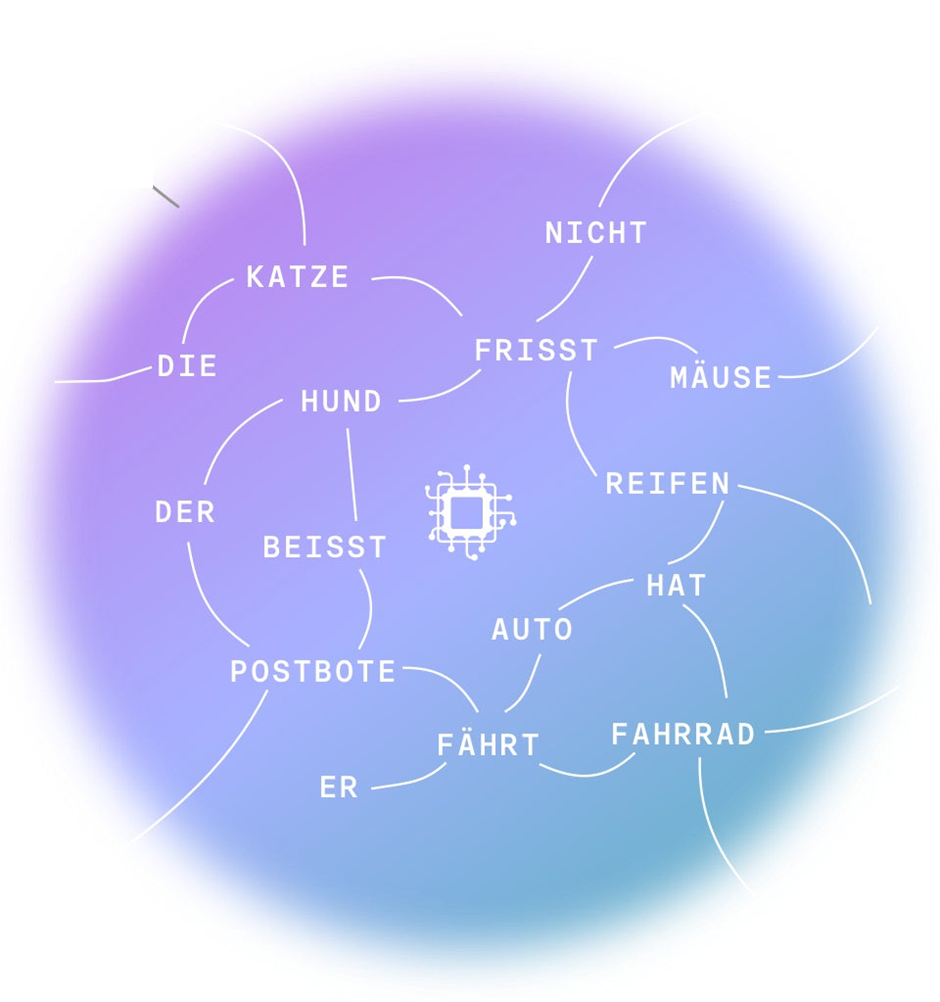 NICHT
KATZE
FRISST
DIE
MÄUSE
HUND
REIFEN
DER
BEISST
HAT
AUTO
POSTBOTE
FAHRRAD
FÄHRT
ER